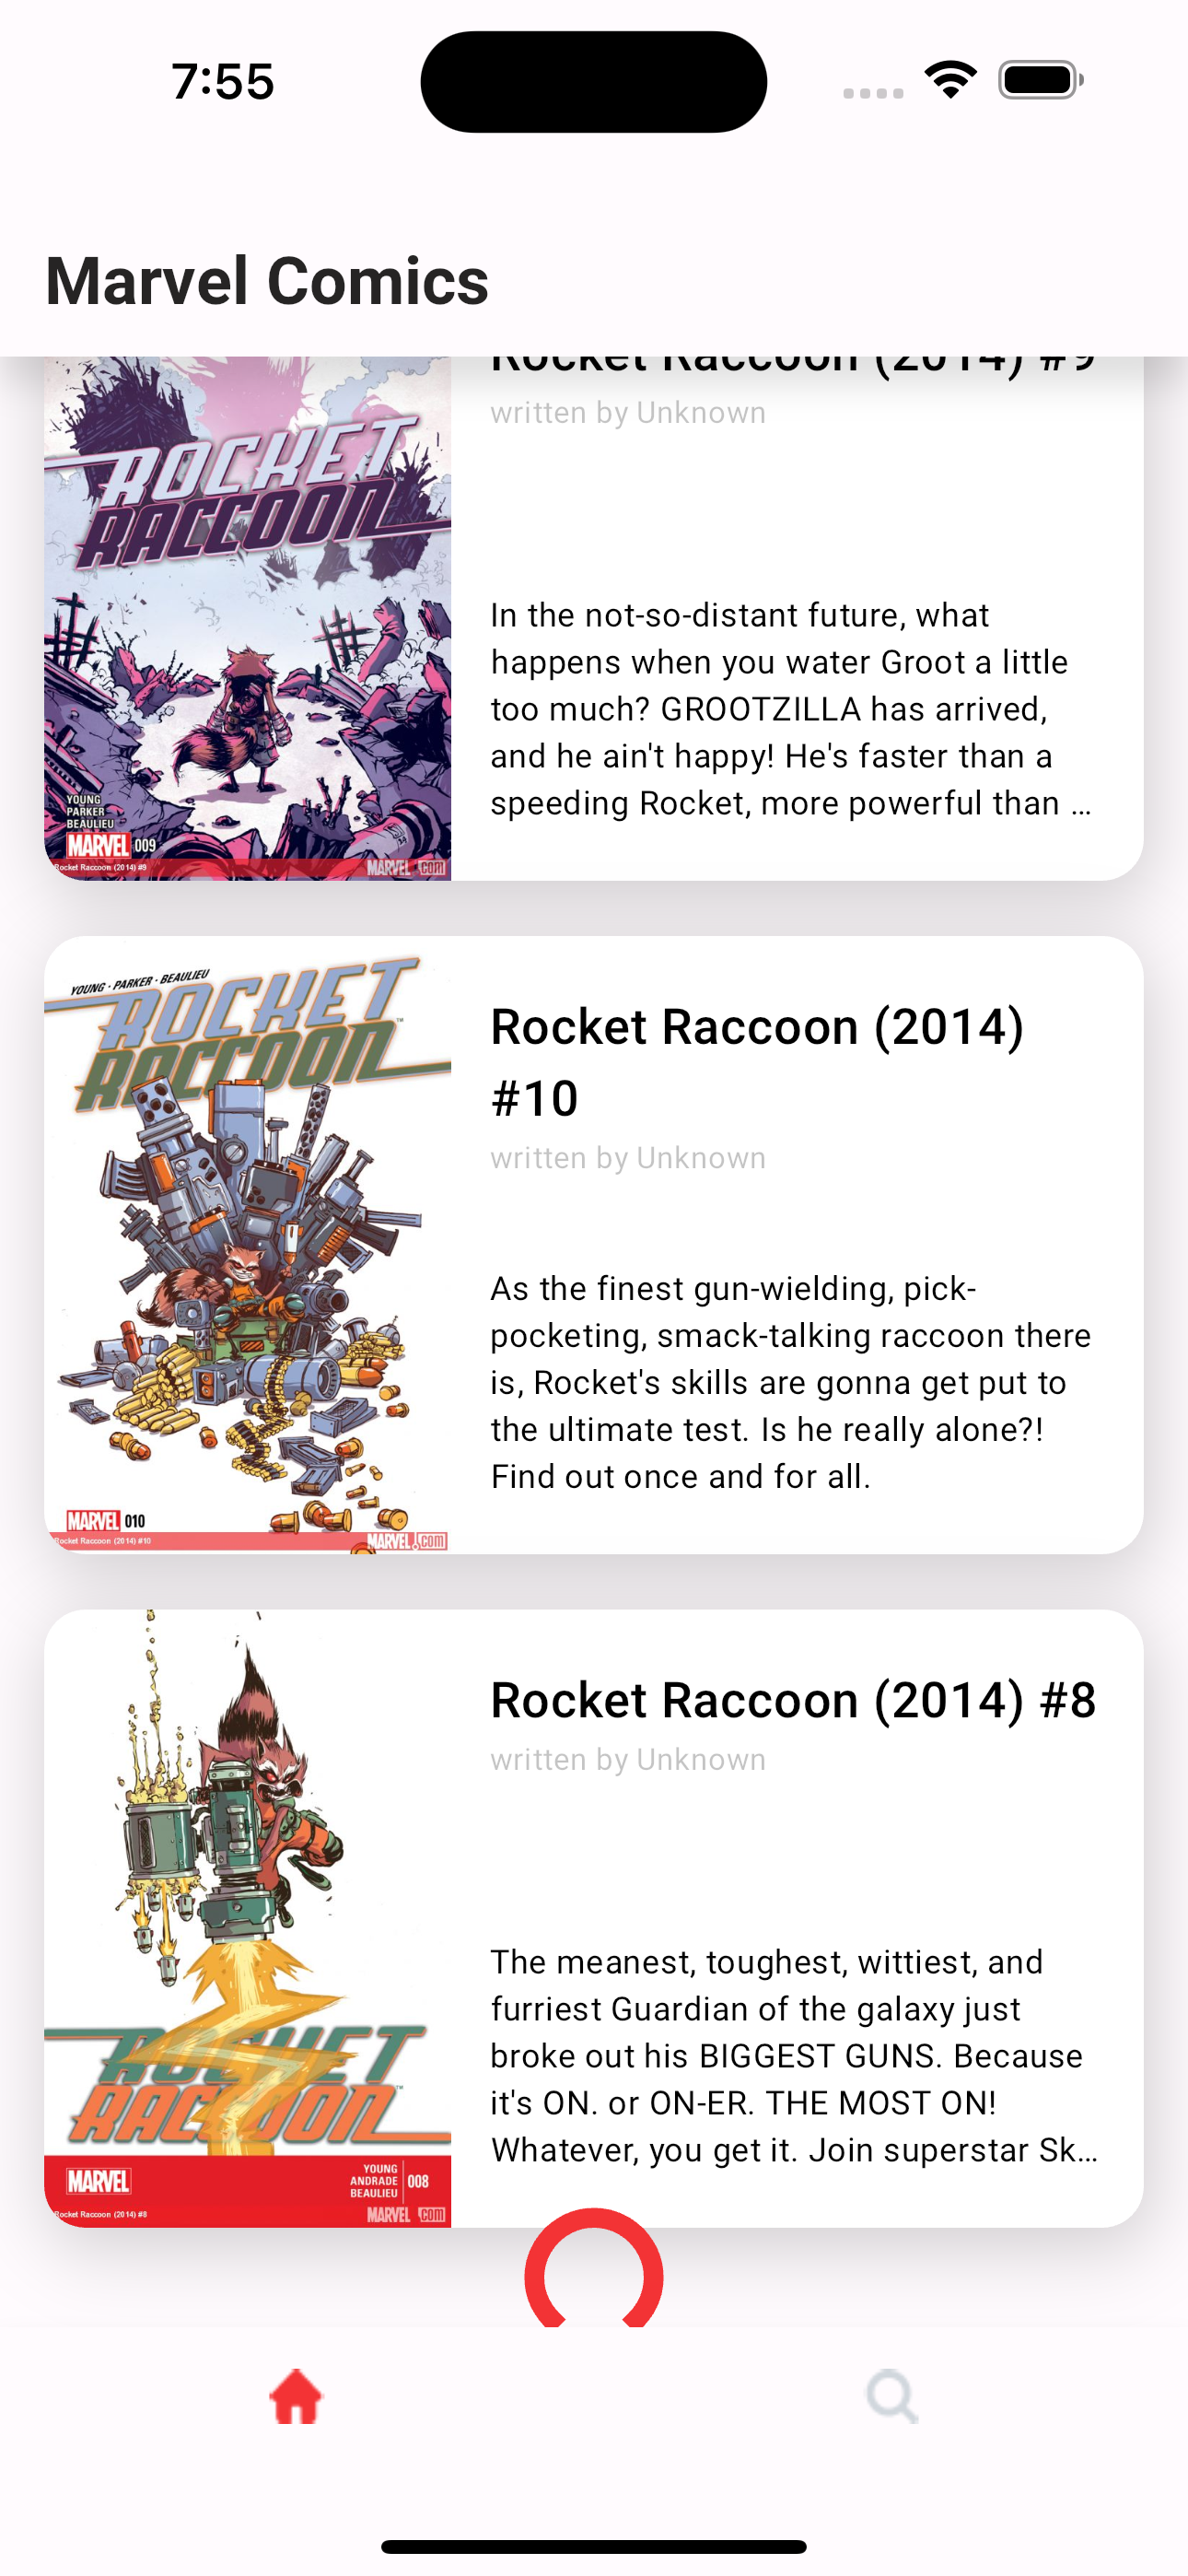 7:55
Marvel Comics
Rocket Raccoon (2014) #9
written by Unknown
ROCKET
RACCOON
In the not-so-distant future, what
happens when you water Groot a little
too much? GROOTZILLA has arrived,
and he ain't happy! He's faster than a
speeding Rocket, more powerful than ...
YOUNG
PARKER
BEAULIEU
MARVEL 009
Rocket Raccoon (2014) #9
MARVEL.com
YOUNG · PARKER · BEAULIEU
ROCKET
RACCOON
Rocket Raccoon (2014)
#10
written by Unknown
As the finest gun-wielding, pick-
pocketing, smack-talking raccoon there
is, Rocket's skills are gonna get put to
the ultimate test. Is he really alone?!
Find out once and for all.
MARVEL 010
Rocket Raccoon (2014) #10
MARVEL.com
Rocket Raccoon (2014) #8
written by Unknown
The meanest, toughest, wittiest, and
furriest Guardian of the galaxy just
broke out his BIGGEST GUNS. Because
it's ON. or ON-ER. THE MOST ON!
Whatever, you get it. Join superstar Sk...
ROCKET
RACCOON
MARVEL
YOUNG
ANDRADE
BEAULIEU
008
Rocket Raccoon (2014) #8
MARVEL.com